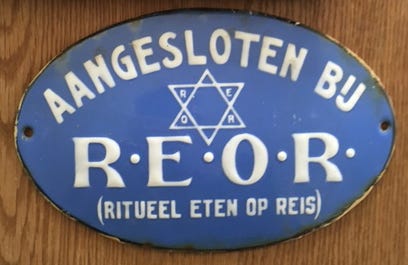 AANGESLOTEN BIJ
R E
O R
R·E·O·R·
(RITUEEL ETEN OP REIS)